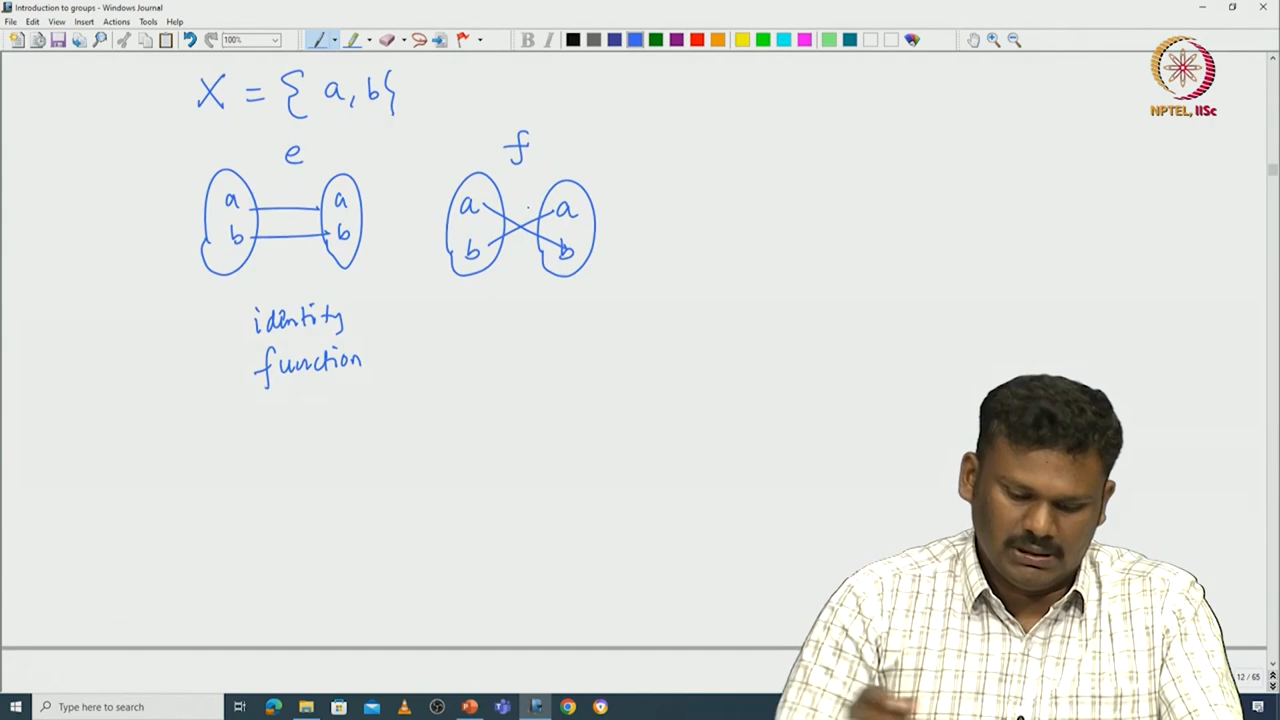 Introduction to groups - Windows Journal
File Edit View Insert Actions Tools Help
100%
B I
NPTEL, IISc
X = { a, b}
e f
a a a a
b b b b
identity
function
12 / 65
Type here to search